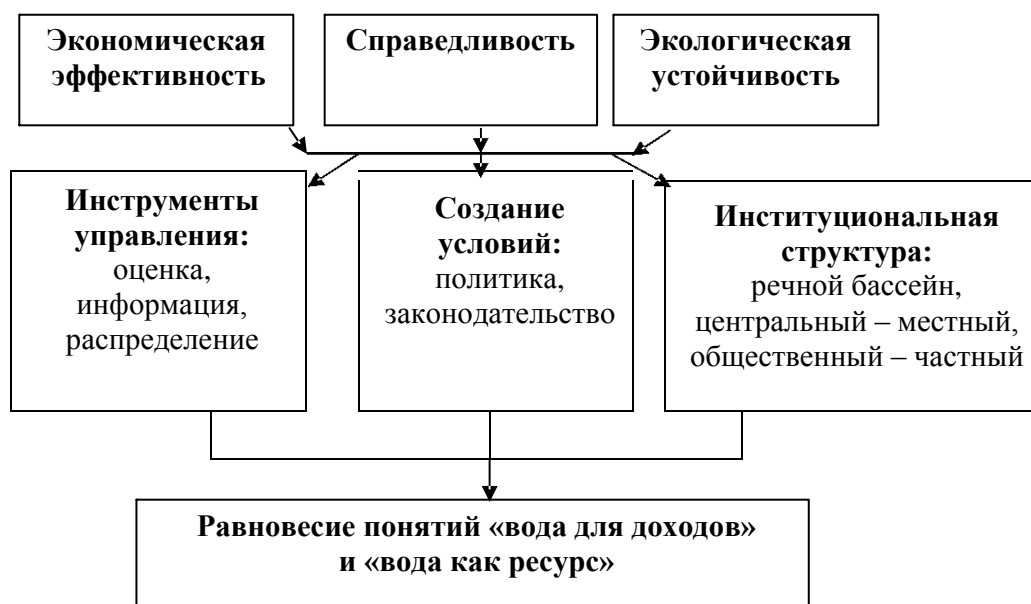 Экономическая
эффективность
Справедливость
Экологическая
устойчивость
Инструменты
управления:
оценка,
информация,
распределение
Создание
условий:
политика,
законодательство
Институциональная
структура:
речной бассейн,
центральный – местный,
общественный – частный
Равновесие понятий «вода для доходов»
и «вода как ресурс»